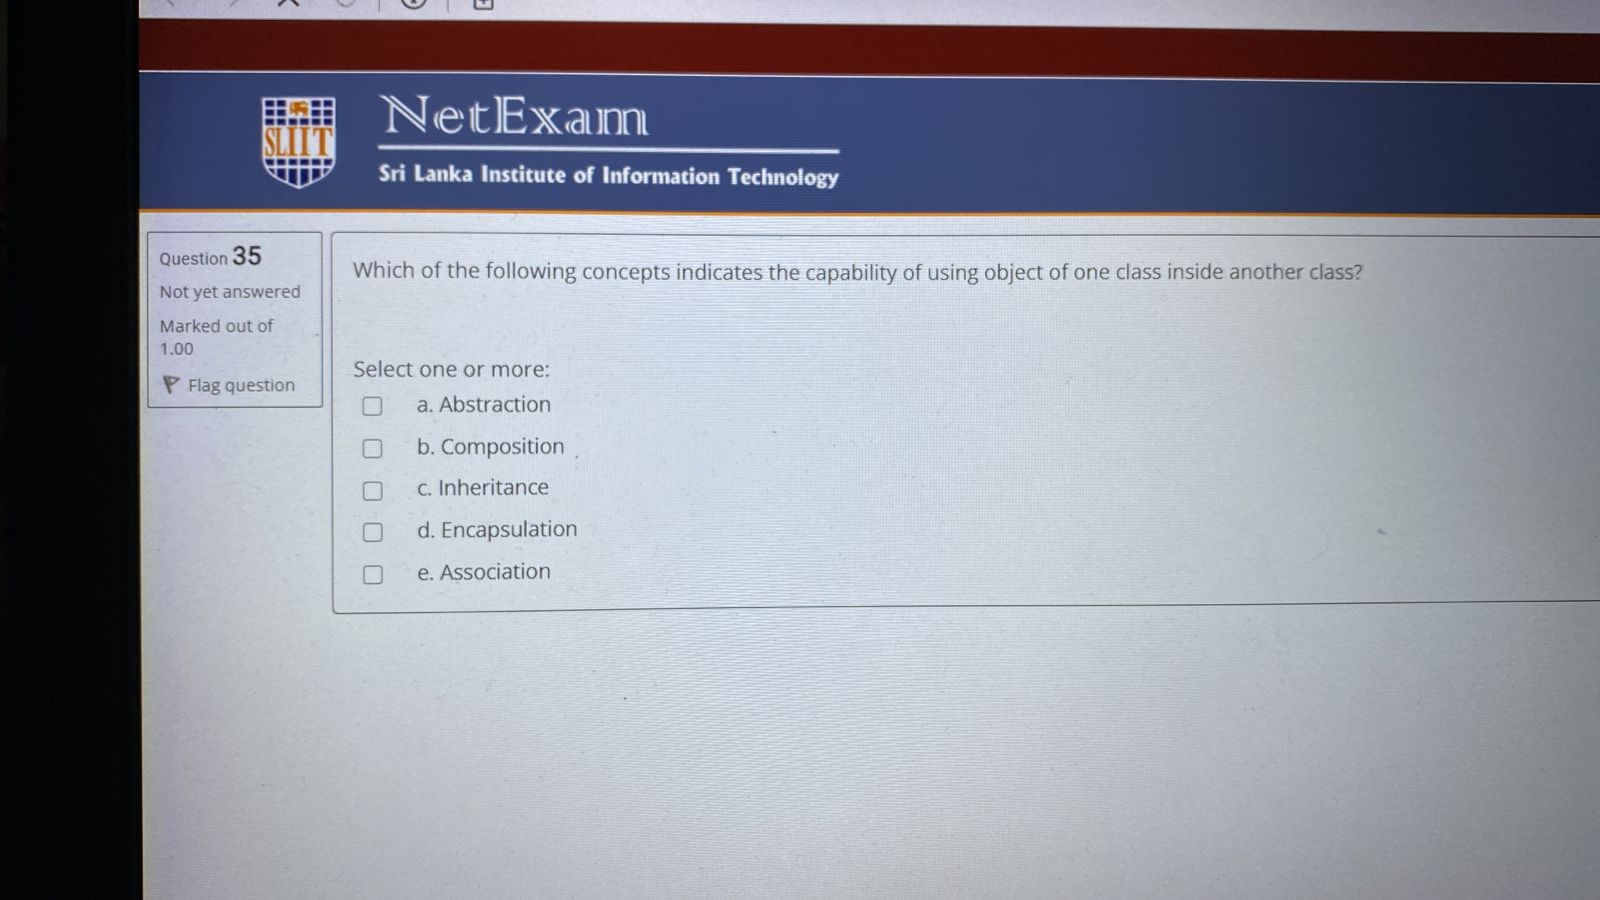 SLIIT
NetExam
Sri Lanka Institute of Information Technology
Question 35
Not yet answered
Marked out of
1.00
Flag question
Which of the following concepts indicates the capability of using object of one class inside another class?
Select one or more:
a. Abstraction
b. Composition
c. Inheritance
d. Encapsulation
e. Association